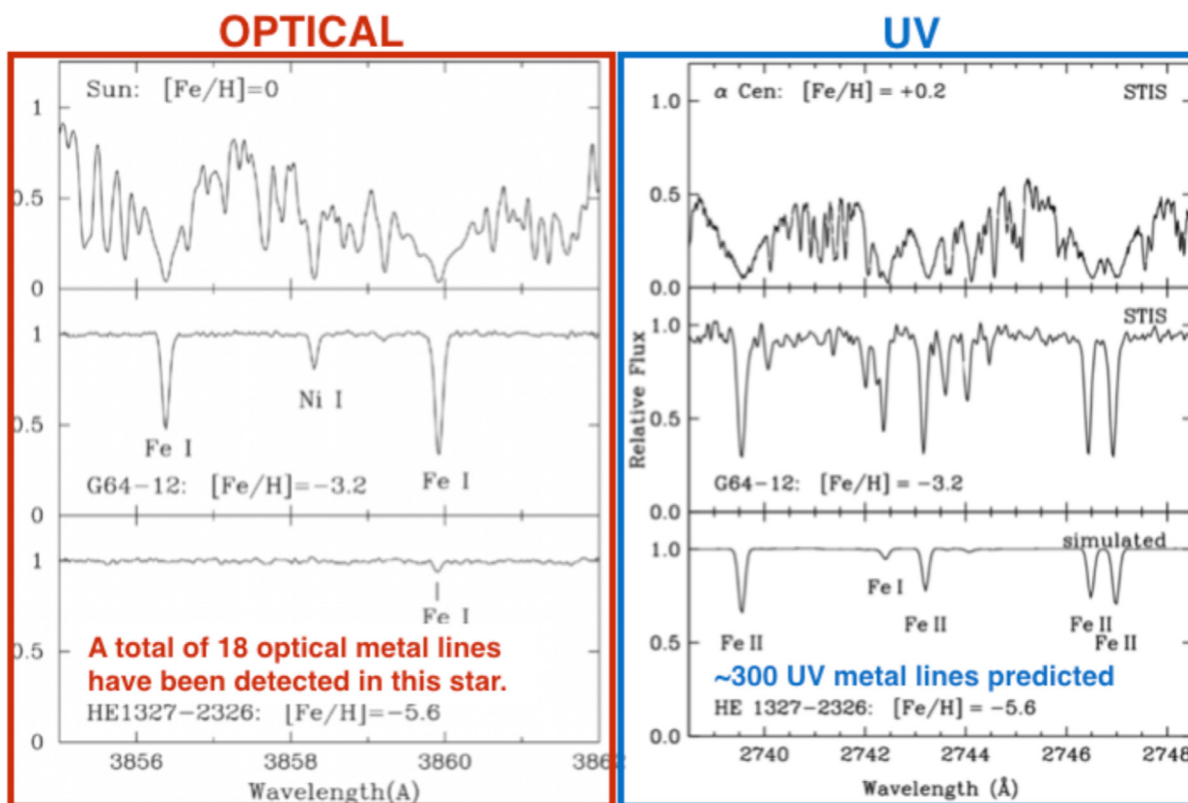 OPTICAL
Sun: [Fe/H]=0
1
0.5
0
1
0.5
0
Fe I
Ni I
Fe I
G64-12: [Fe/H]=-3.2
1
0.5
0
Fe I
A total of 18 optical metal lines
have been detected in this star.
HE1327-2326: [Fe/H]=-5.6
3856 3858 3860 3862
Wavelength(A)
UV
α Cen: [Fe/H] = +0.2 STIS
1.0
0.5
0.0
STIS
1.0
0.5
0.0
Relative Flux
G64-12: [Fe/H] = -3.2
simulated
1.0
0.5
0.0
Fe II
Fe I
Fe II
Fe II
Fe II
~300 UV metal lines predicted
HE 1327-2326: [Fe/H] = -5.6
2740 2742 2744 2746 2748
Wavelength (Å)